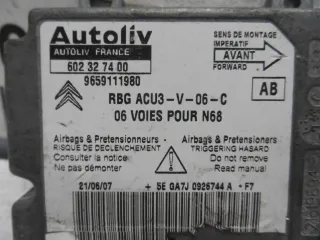 Autoliv
AUTOLIV FRANCE
602 32 74 00
9659111980
SENS DE MONTAGE
IMPERATIF
AVANT
FORWARD
AB
RBG ACU3-V-06-C
06 VOIES POUR N68
Airbags & Pretensionneurs
RISQUE DE DECLENCHEMENT
Consulter la notice
Ne pas démonter
Airbags & Pretensioners
TRIGGERING HASARD
Do not remove
Read user manual
21/06/07 + 5E GA7J 0926744 A * F7